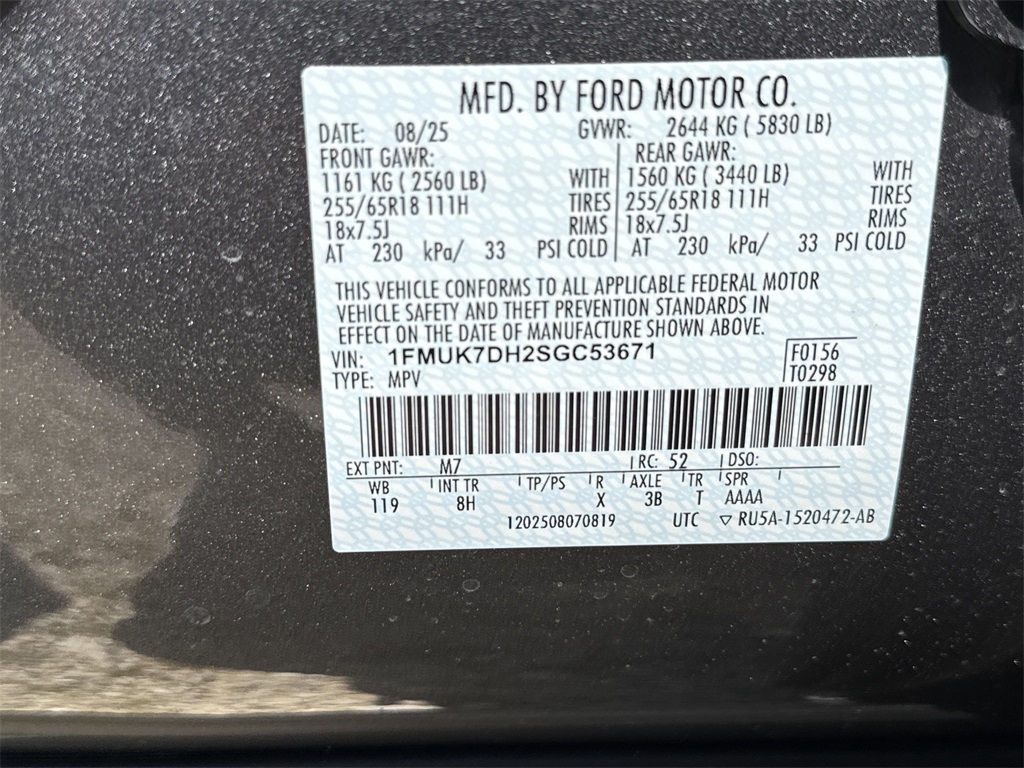 MFD. BY FORD MOTOR CO.
DATE: 08/25 GVWR: 2644 KG ( 5830 LB)
FRONT GAWR: REAR GAWR:
1161 KG ( 2560 LB) WITH 1560 KG ( 3440 LB) WITH
255/65R18 111H TIRES 255/65R18 111H TIRES
18x7.5J RIMS 18x7.5J RIMS
AT 230 kPa/ 33 PSI COLD AT 230 kPa/ 33 PSI COLD
THIS VEHICLE CONFORMS TO ALL APPLICABLE FEDERAL MOTOR
VEHICLE SAFETY AND THEFT PREVENTION STANDARDS IN
EFFECT ON THE DATE OF MANUFACTURE SHOWN ABOVE.
VIN: 1FMUK7DH2SGC53671 F0156
TYPE: MPV T0298
EXT PNT: M7 RC: 52 DSO:
WB INT TR TP/PS R AXLE TR SPR
119 8H X 3B T AAAA
1202508070819 UTC ▽ RU5A-1520472-AB